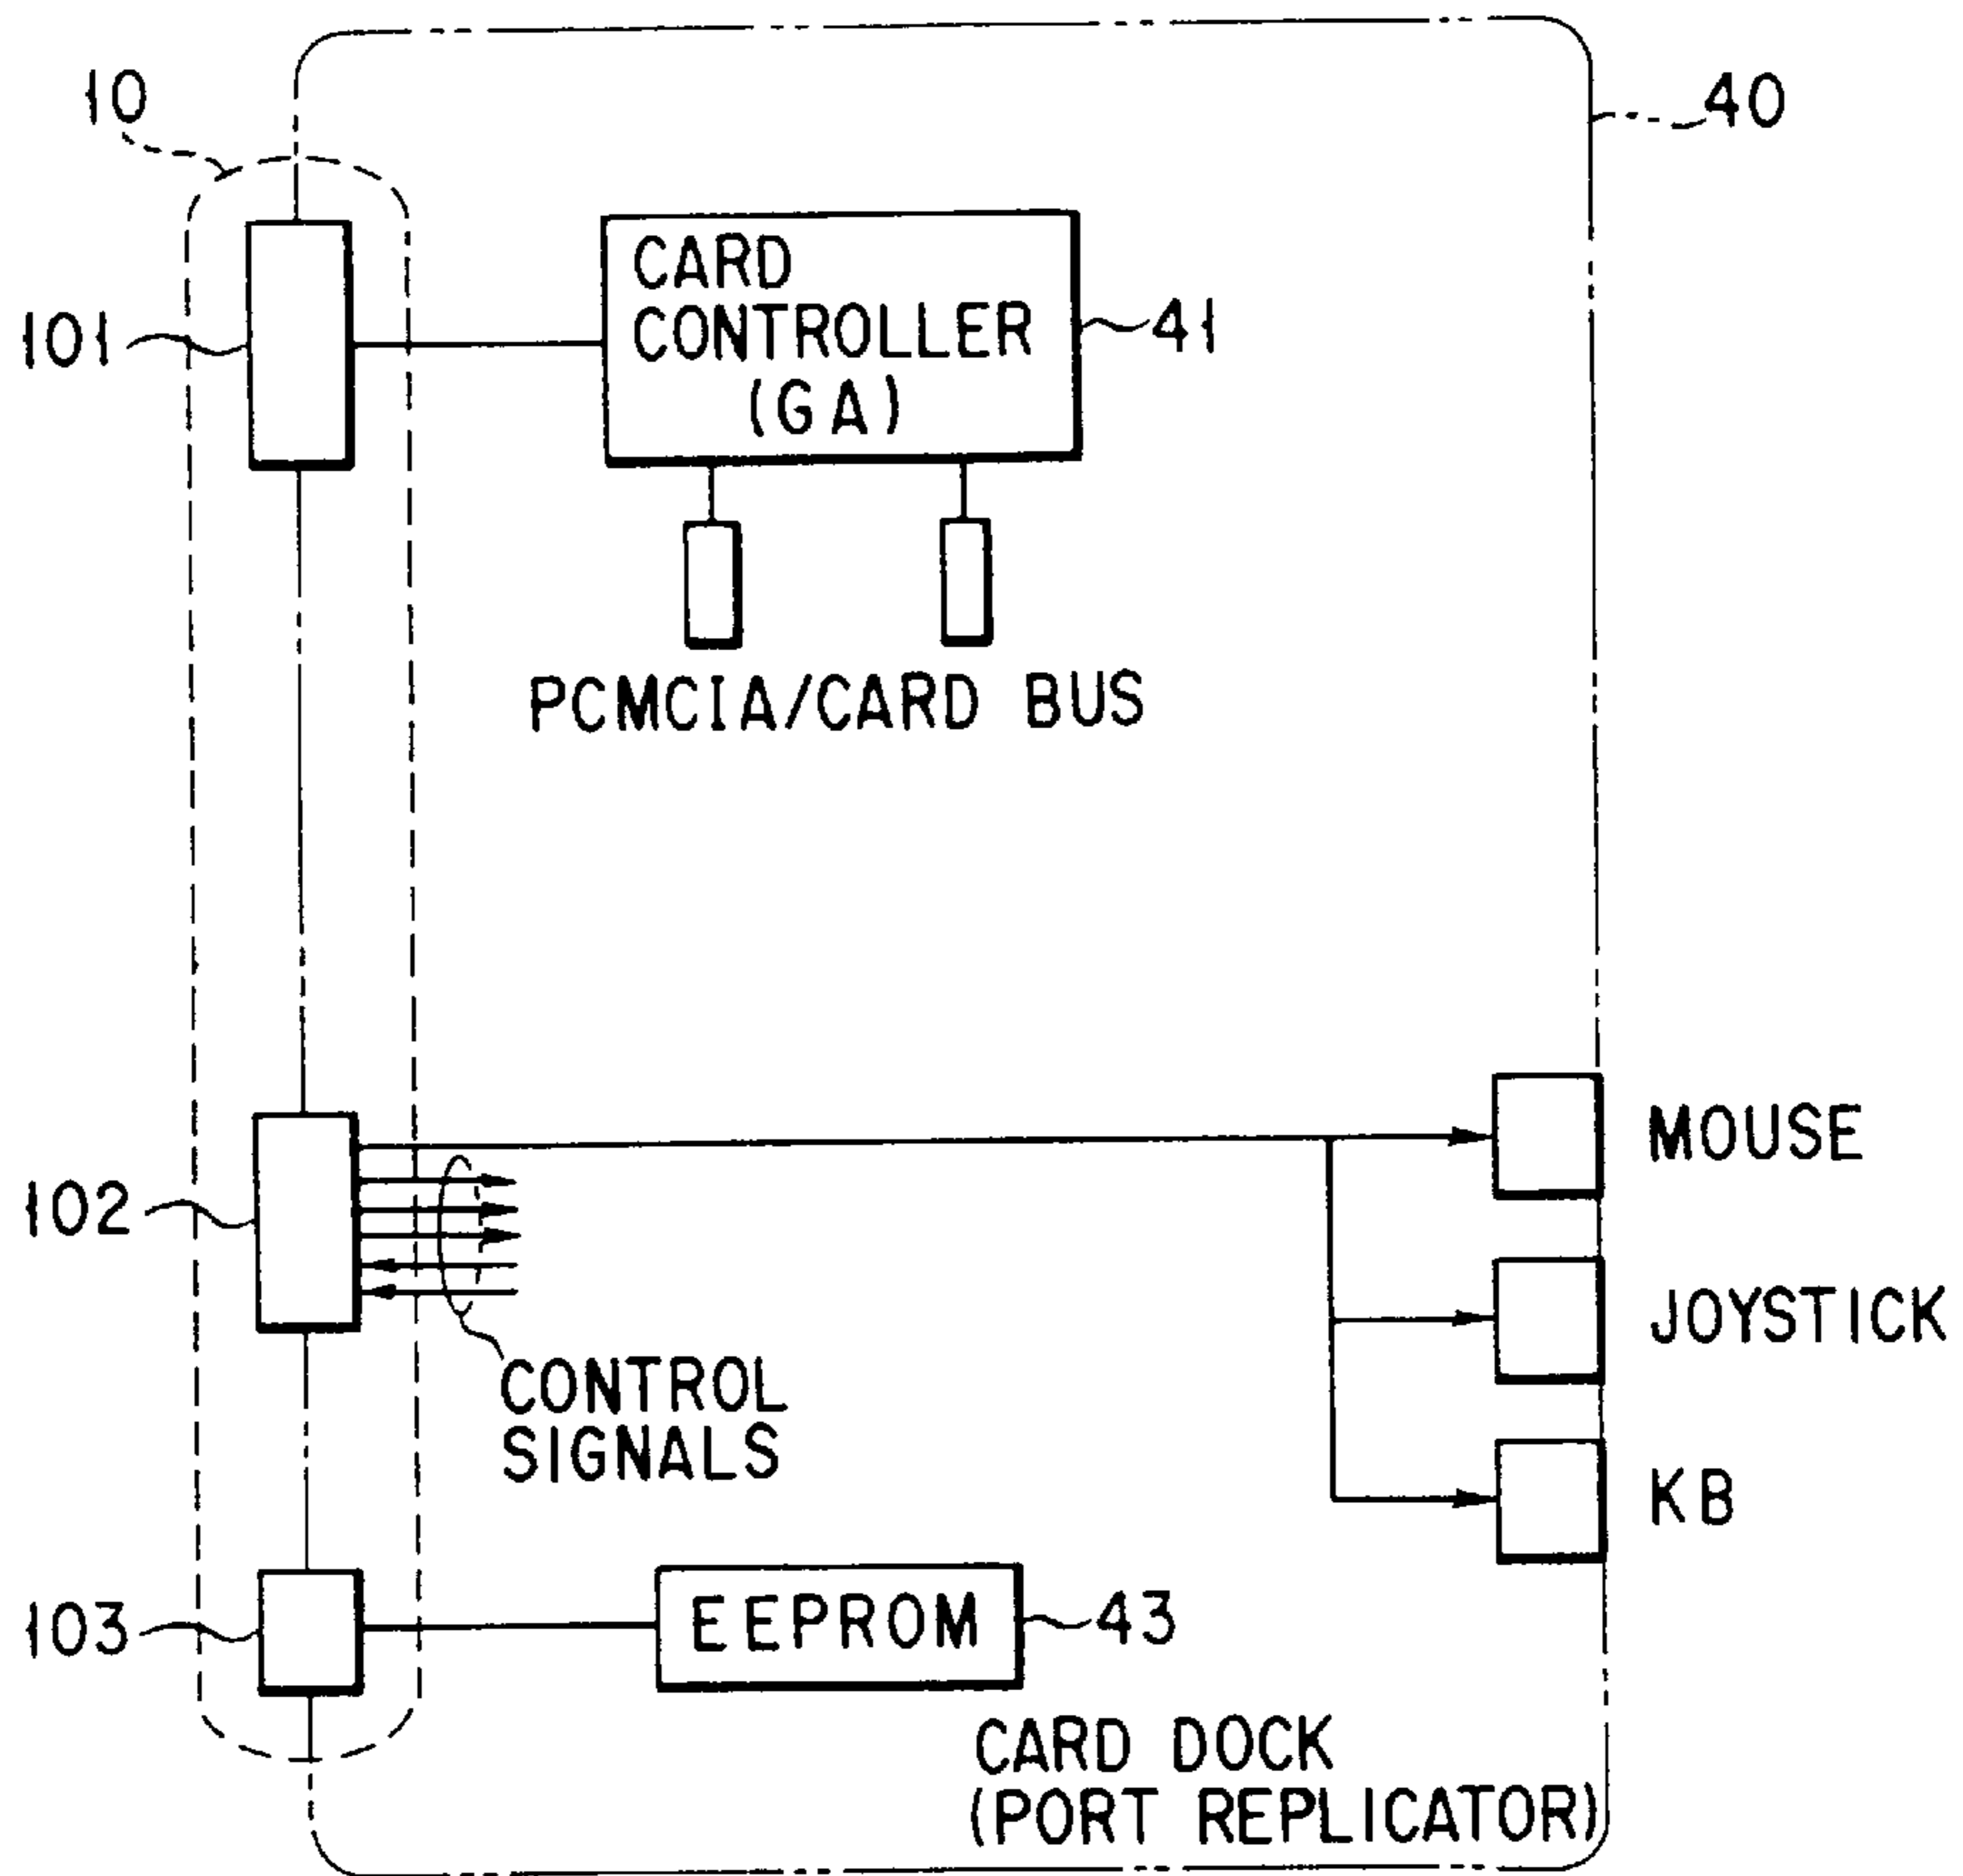 10
40
101
CARD
CONTROLLER
(GA)
41
PCMCIA/CARD BUS
MOUSE
102
JOYSTICK
CONTROL
SIGNALS
KB
103
EEPROM
43
CARD DOCK
(PORT REPLICATOR)